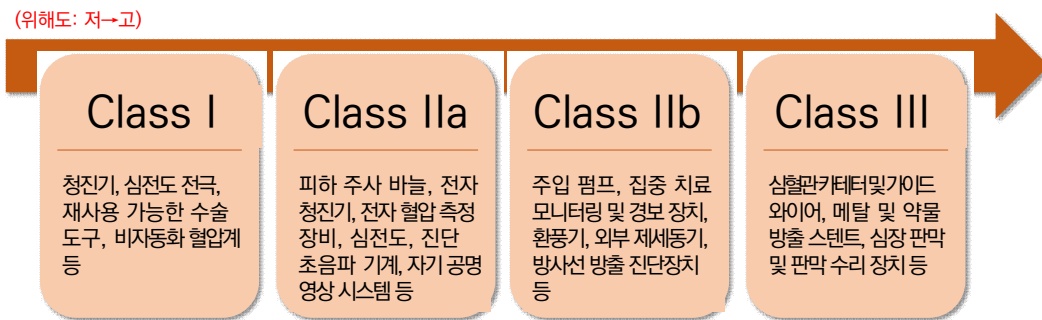 (위해도: 저→고)
Class I
청진기, 심전도 전극,
재사용 가능한 수술
도구, 비자동화 혈압계
등
Class IIa
피하 주사 바늘, 전자
청진기, 전자 혈압 측정
장비, 심전도, 진단
초음파 기계, 자기 공명
영상 시스템 등
Class IIb
주입 펌프, 집중 치료
모니터링 및 경보 장치,
환풍기, 외부 제세동기,
방사선 방출 진단장치
등
Class III
심혈관카테터및가이드
와이어, 메탈 및 약물
방출 스텐트, 심장 판막
및 판막 수리 장치 등